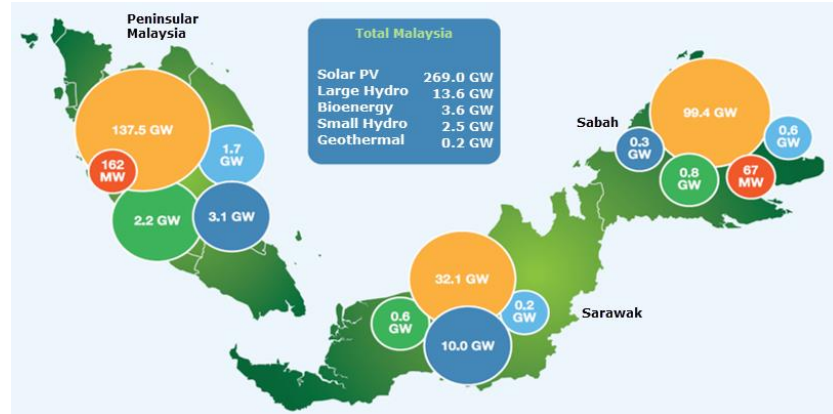 Peninsular
Malaysia
137.5 GW
162
MW
1.7
GW
2.2 GW
3.1 GW
Total Malaysia
Solar PV 269.0 GW
Large Hydro 13.6 GW
Bioenergy 3.6 GW
Small Hydro 2.5 GW
Geothermal 0.2 GW
Sabah
99.4 GW
0.3
GW
0.6
GW
0.8
GW
67
MW
32.1 GW
0.6
GW
0.2
GW
10.0 GW
Sarawak